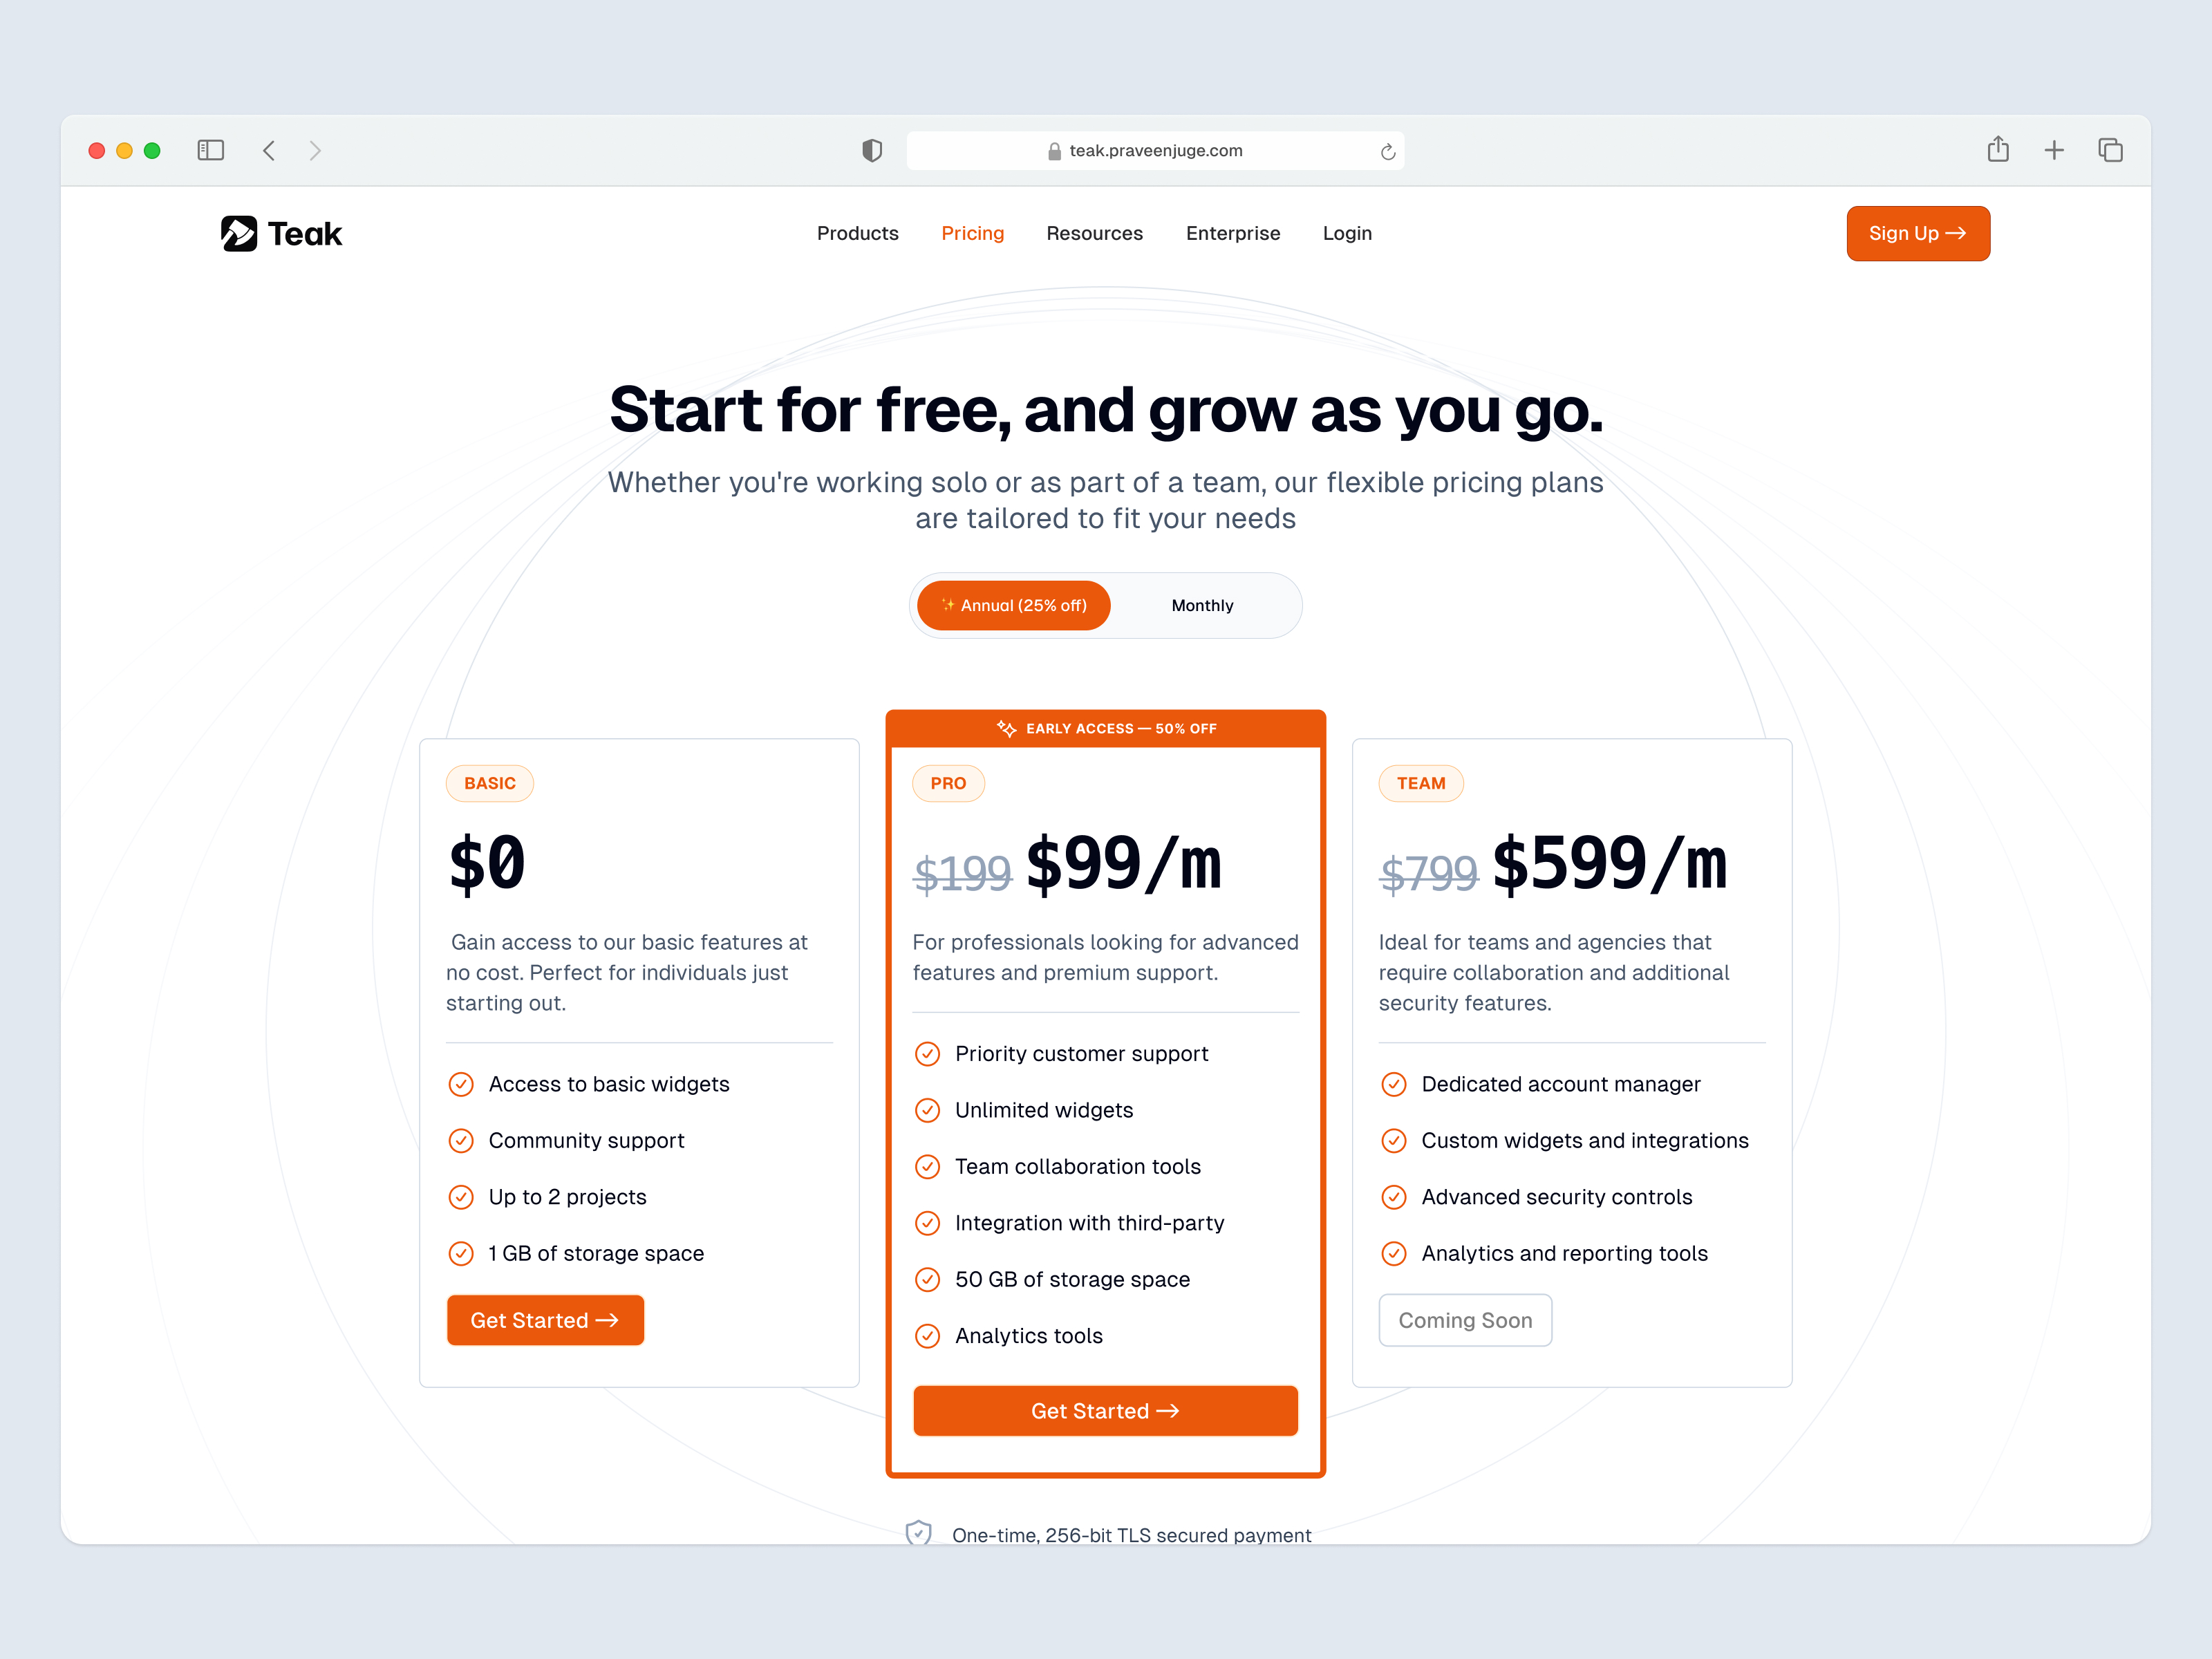 teak.praveenjuge.com
Teak
Products
Pricing
Resources
Enterprise
Login
Sign Up →
Start for free, and grow as you go.
Whether you're working solo or as part of a team, our flexible pricing plans
are tailored to fit your needs
✨ Annual (25% off)
Monthly
BASIC
$0
Gain access to our basic features at
no cost. Perfect for individuals just
starting out.
Access to basic widgets
Community support
Up to 2 projects
1 GB of storage space
Get Started →
EARLY ACCESS — 50% OFF
PRO
$199 $99/m
For professionals looking for advanced
features and premium support.
Priority customer support
Unlimited widgets
Team collaboration tools
Integration with third-party
50 GB of storage space
Analytics tools
Get Started →
TEAM
$799 $599/m
Ideal for teams and agencies that
require collaboration and additional
security features.
Dedicated account manager
Custom widgets and integrations
Advanced security controls
Analytics and reporting tools
Coming Soon
One-time, 256-bit TLS secured payment